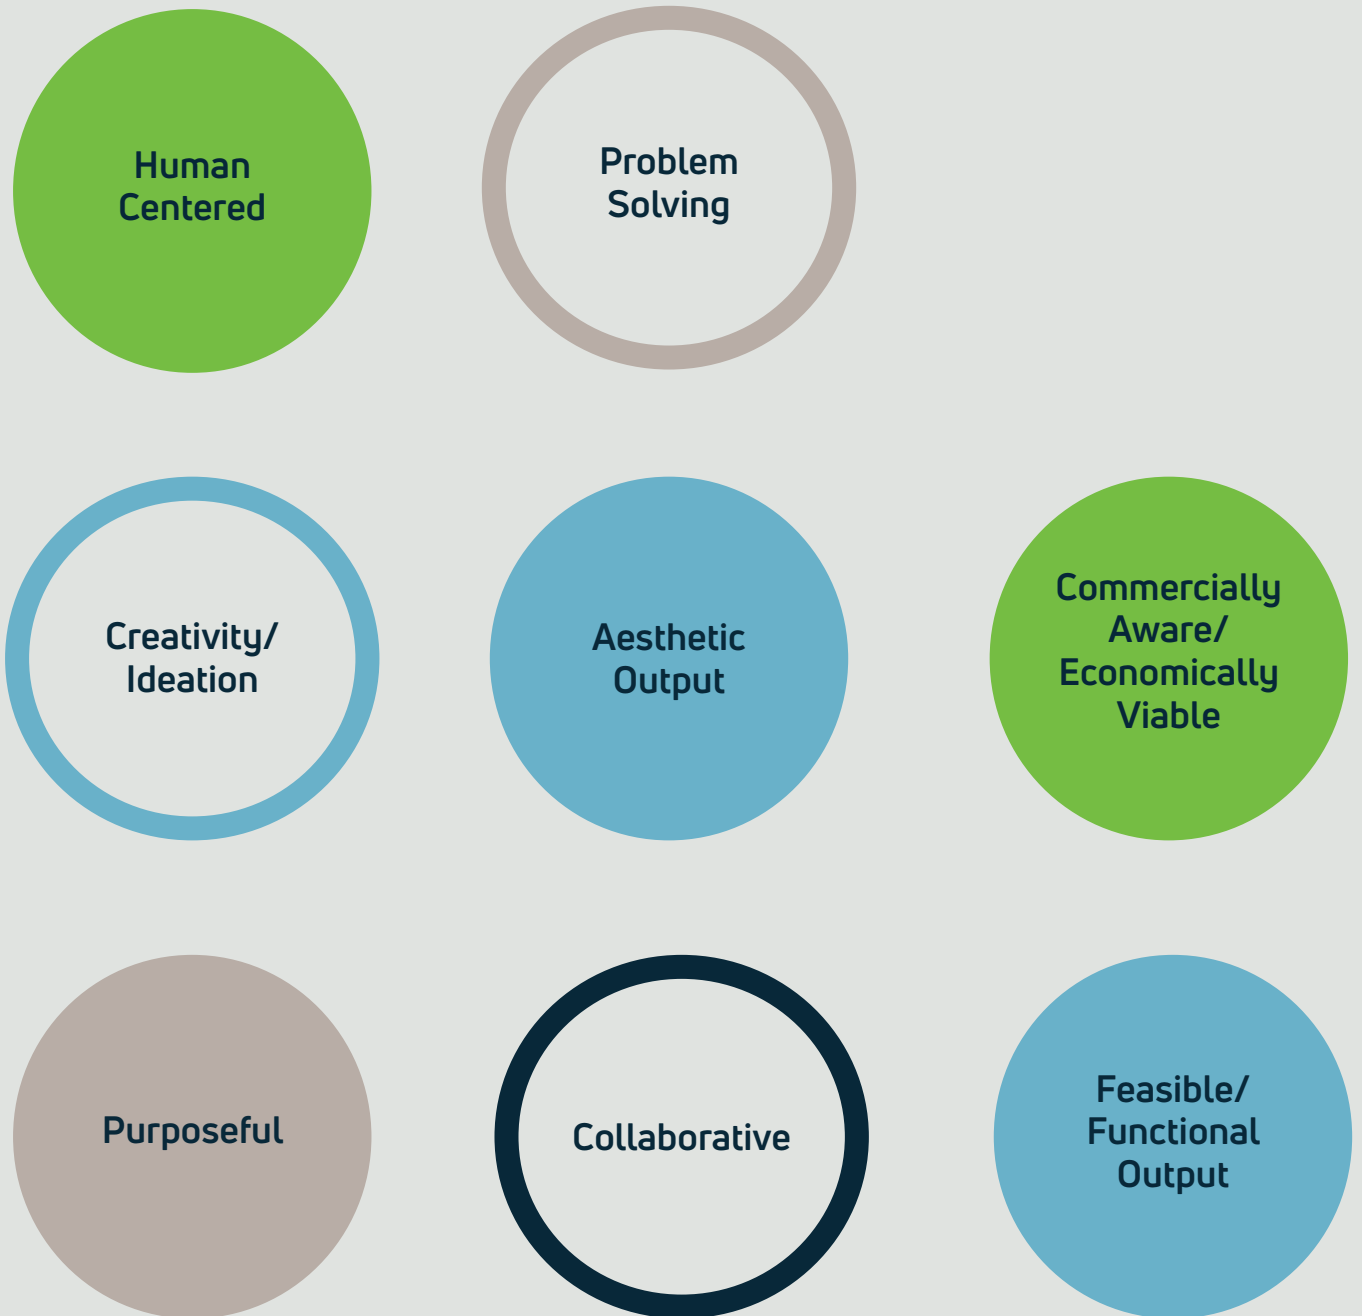 Human
Centered
Problem
Solving
Creativity/
Ideation
Aesthetic
Output
Commercially
Aware/
Economically
Viable
Purposeful
Collaborative
Feasible/
Functional
Output